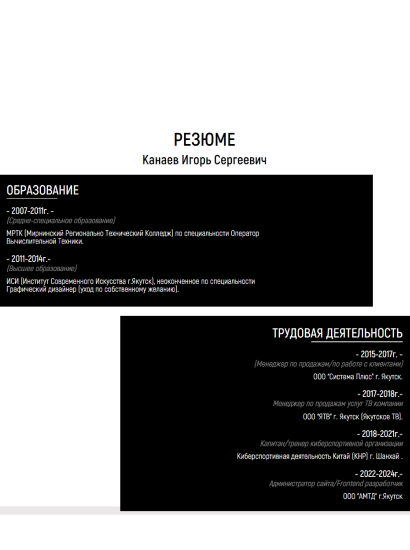 РЕЗЮМЕ
Канаев Игорь Сергеевич
ОБРАЗОВАНИЕ
- 2007-2011г. -
(Средне-специальное образование)
МРТК (Мирнинский Регионально Технический Колледж) по специальности Оператор
Вычислительной Техники.
- 2011-2014г.-
(Высшее образование)
ИСИ (Институт Современного Искусства г.Якутск), неоконченное по специальности
Графический дизайнер (уход по собственному желанию).
ТРУДОВАЯ ДЕЯТЕЛЬНОСТЬ
- 2015-2017г. -
(Менеджер по продажам/по работе с клиентами)
ООО "Система Плюс" г. Якутск.
- 2017-2018г.-
Менеджер по продажам услуг ТВ компании
ООО "ЯТВ" г. Якутск (Якутское ТВ).
- 2018-2021г.-
Капитан/тренер киберспортивной организации
Киберспортивная деятельность Китай (КНР) г. Шанхай .
- 2022-2024г.-
Администратор сайта/Frontend разработчик
ООО "АМТД" г.Якутск